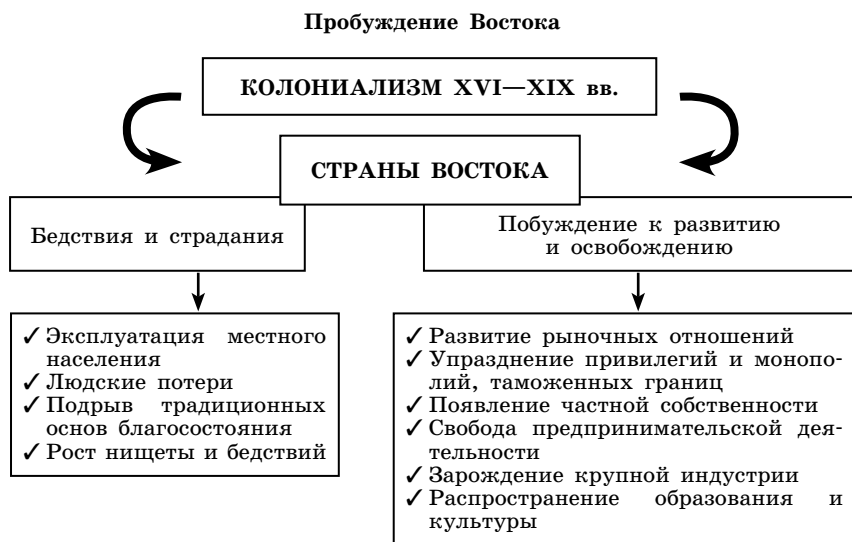 Пробуждение Востока
КОЛОНИАЛИЗМ XVI—XIX вв.
СТРАНЫ ВОСТОКА
Бедствия и страдания
Побуждение к развитию
и освобождению
✓ Эксплуатация местного
населения
✓ Людские потери
✓ Подрыв традиционных
основ благосостояния
✓ Рост нищеты и бедствий
✓ Развитие рыночных отношений
✓ Упразднение привилегий и монопо-
лий, таможенных границ
✓ Появление частной собственности
✓ Свобода предпринимательской дея-
тельности
✓ Зарождение крупной индустрии
✓ Распространение образования и
культуры